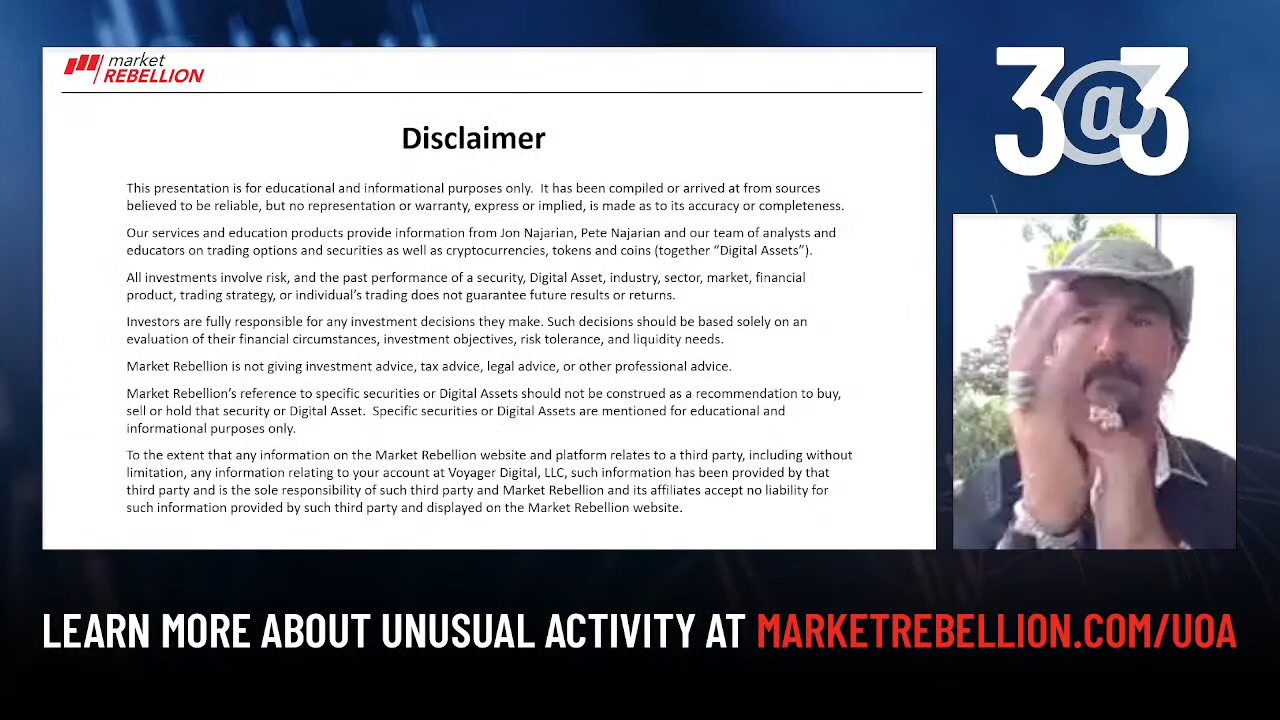 market
REBELLION
Disclaimer
This presentation is for educational and informational purposes only.  It has been compiled or arrived at from sources
believed to be reliable, but no representation or warranty, express or implied, is made as to its accuracy or completeness.
Our services and education products provide information from Jon Najarian, Pete Najarian and our team of analysts and
educators on trading options and securities as well as cryptocurrencies, tokens and coins (together “Digital Assets”).
All investments involve risk, and the past performance of a security, Digital Asset, industry, sector, market, financial
product, trading strategy, or individual’s trading does not guarantee future results or returns.
Investors are fully responsible for any investment decisions they make. Such decisions should be based solely on an
evaluation of their financial circumstances, investment objectives, risk tolerance, and liquidity needs.
Market Rebellion is not giving investment advice, tax advice, legal advice, or other professional advice.
Market Rebellion’s reference to specific securities or Digital Assets should not be construed as a recommendation to buy,
sell or hold that security or Digital Asset.  Specific securities or Digital Assets are mentioned for educational and
informational purposes only.
To the extent that any information on the Market Rebellion website and platform relates to a third party, including without
limitation, any information relating to your account at Voyager Digital, LLC, such information has been provided by that
third party and is the sole responsibility of such third party and Market Rebellion and its affiliates accept no liability for
such information provided by such third party and displayed on the Market Rebellion website.
3@3
LEARN MORE ABOUT UNUSUAL ACTIVITY AT MARKETREBELLION.COM/UOA